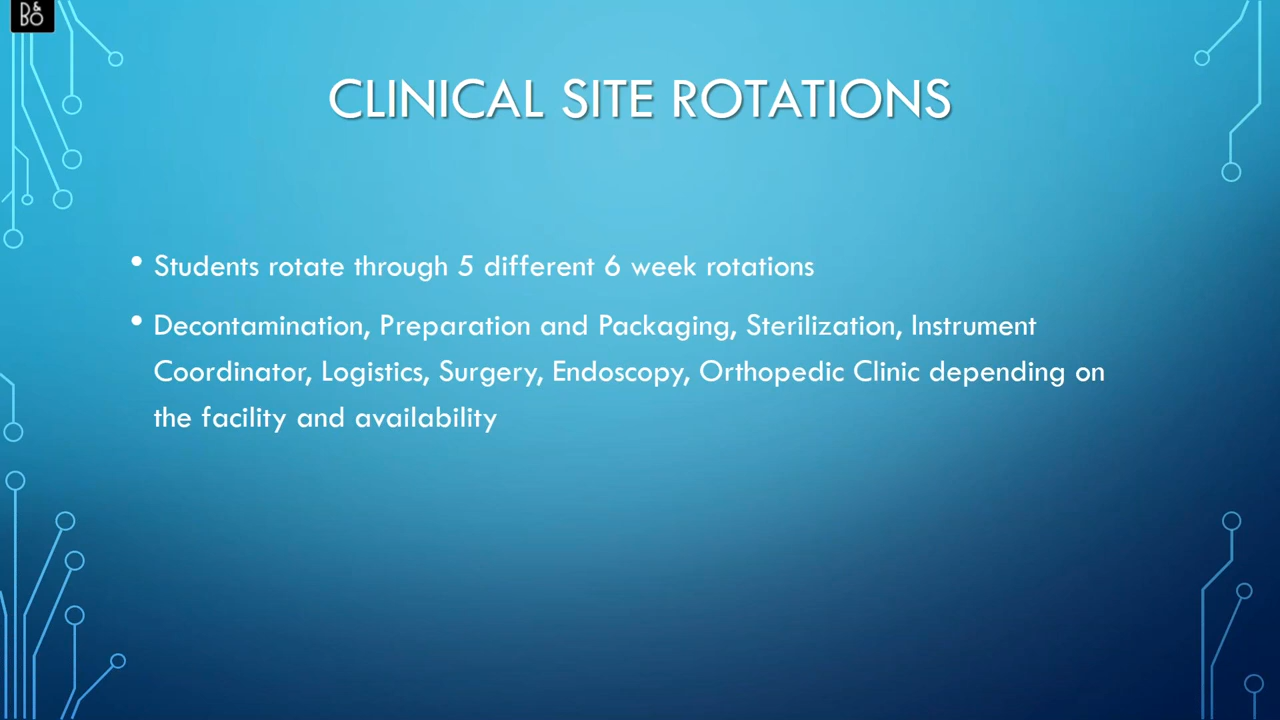 B&O
CLINICAL SITE ROTATIONS
• Students rotate through 5 different 6 week rotations
• Decontamination, Preparation and Packaging, Sterilization, Instrument
Coordinator, Logistics, Surgery, Endoscopy, Orthopedic Clinic depending on
the facility and availability